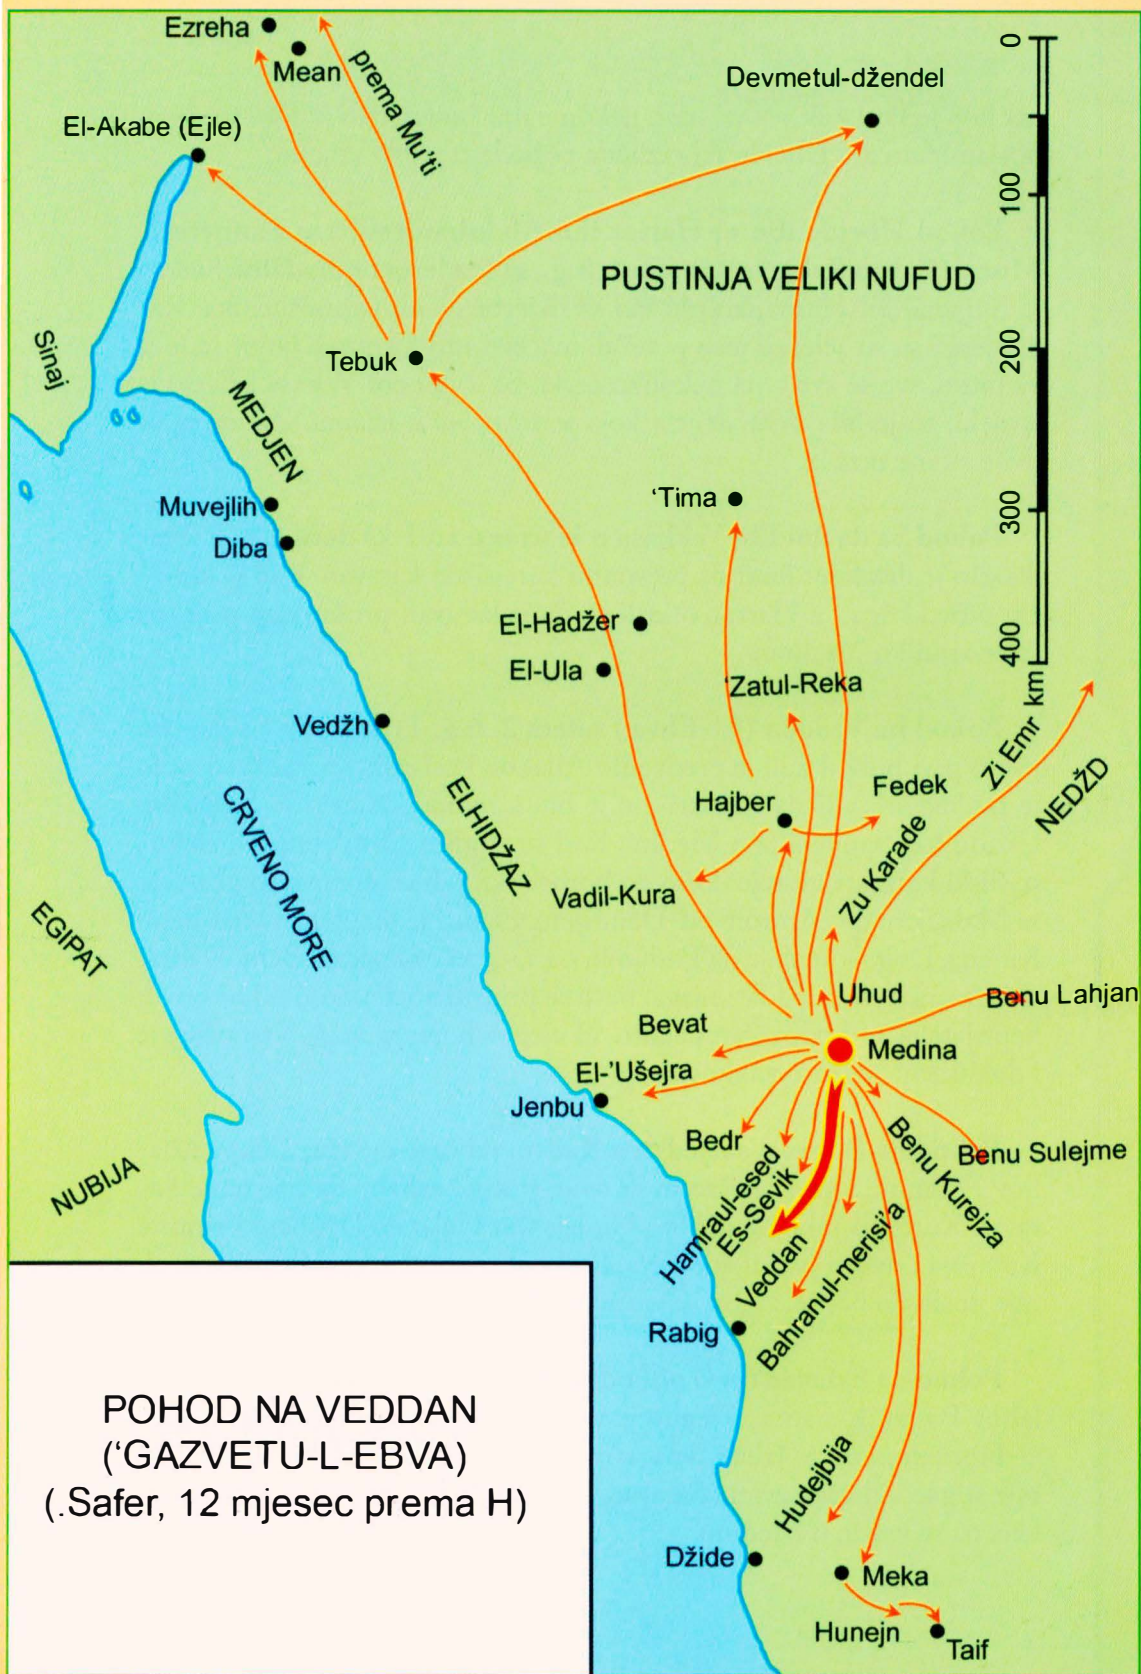 Ezreha
Mean
prema Mu'ti
Devmetul-džendel
El-Akabe (Ejle)
0
100
200
300
400
km
PUSTINJA VELIKI NUFUD
Sinaj
Tebuk
MEDJEN
Muvejlih
Diba
'Tima
El-Hadžer
El-Ula
'Zatul-Reka
Vedžh
Zi Emr
NEDŽD
Hajber
Fedek
ELHIDŽAZ
CRVENO MORE
Vadil-Kura
Zu Karade
EGIPAT
Uhud
Benu Lahjan
Bevat
Medina
El-'Ušejra
Jenbu
Bedr
Benu Kurejza
Benu Sulejme
NUBIJA
Hamraul-esed
Es-Sevik
Veddan
Bahranul-merisi'a
Rabig
POHOD NA VEDDAN
('GAZVETU-L-EBVA)
(.Safer, 12 mjesec prema H)
Hudejbija
Džide
Meka
Hunejn
Taif